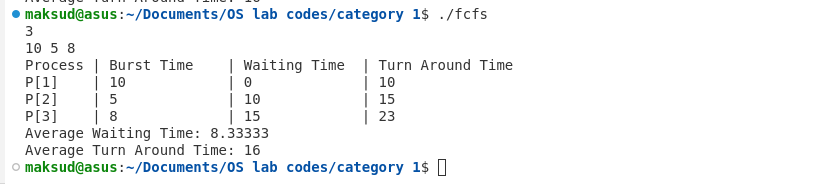 maksud@asus:~/Documents/OS lab codes/category 1$ ./fcfs
3
10 5 8
Process | Burst Time    | Waiting Time  | Turn Around Time
P[1]    | 10            | 0             | 10
P[2]    | 5             | 10            | 15
P[3]    | 8             | 15            | 23
Average Waiting Time: 8.33333
Average Turn Around Time: 16
maksud@asus:~/Documents/OS lab codes/category 1$